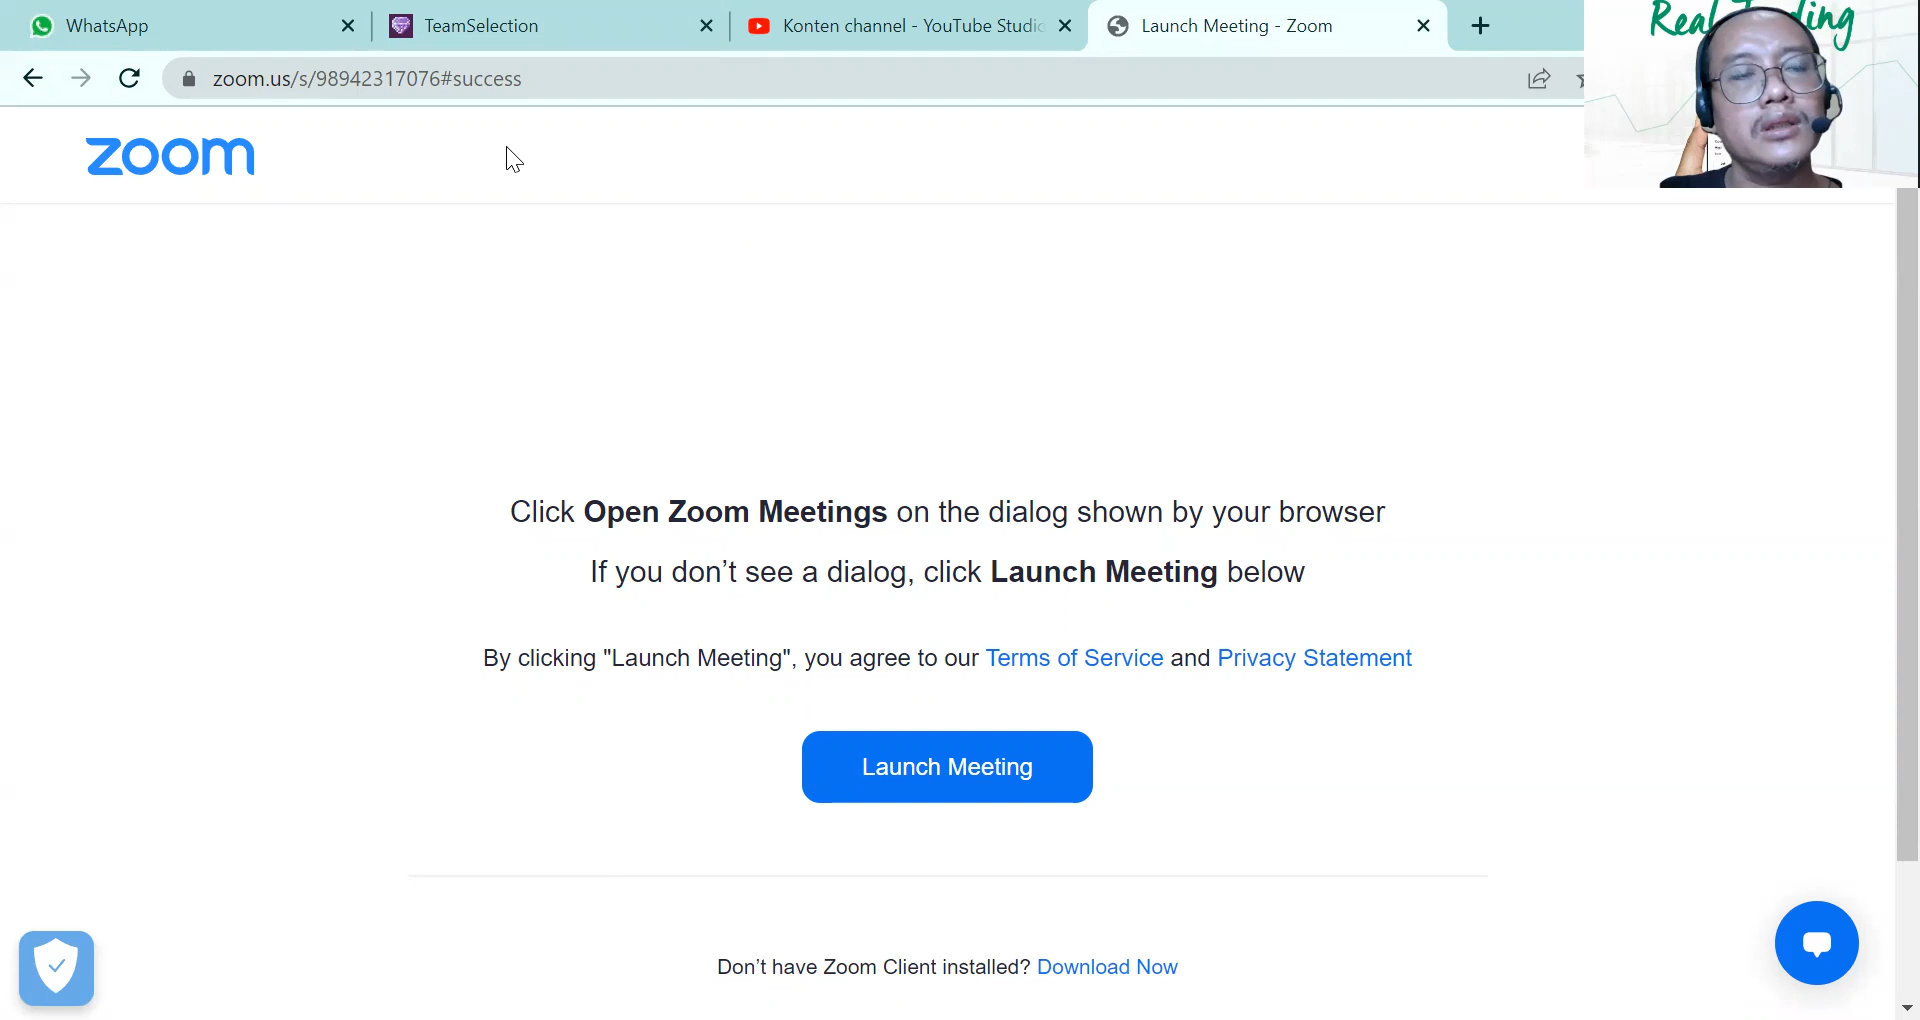 WhatsApp
TeamSelection
Konten channel - YouTube Studio
Launch Meeting - Zoom
zoom.us/s/98942317076#success
zoom
Click Open Zoom Meetings on the dialog shown by your browser
If you don’t see a dialog, click Launch Meeting below
By clicking "Launch Meeting", you agree to our Terms of Service and Privacy Statement
Launch Meeting
Don’t have Zoom Client installed? Download Now